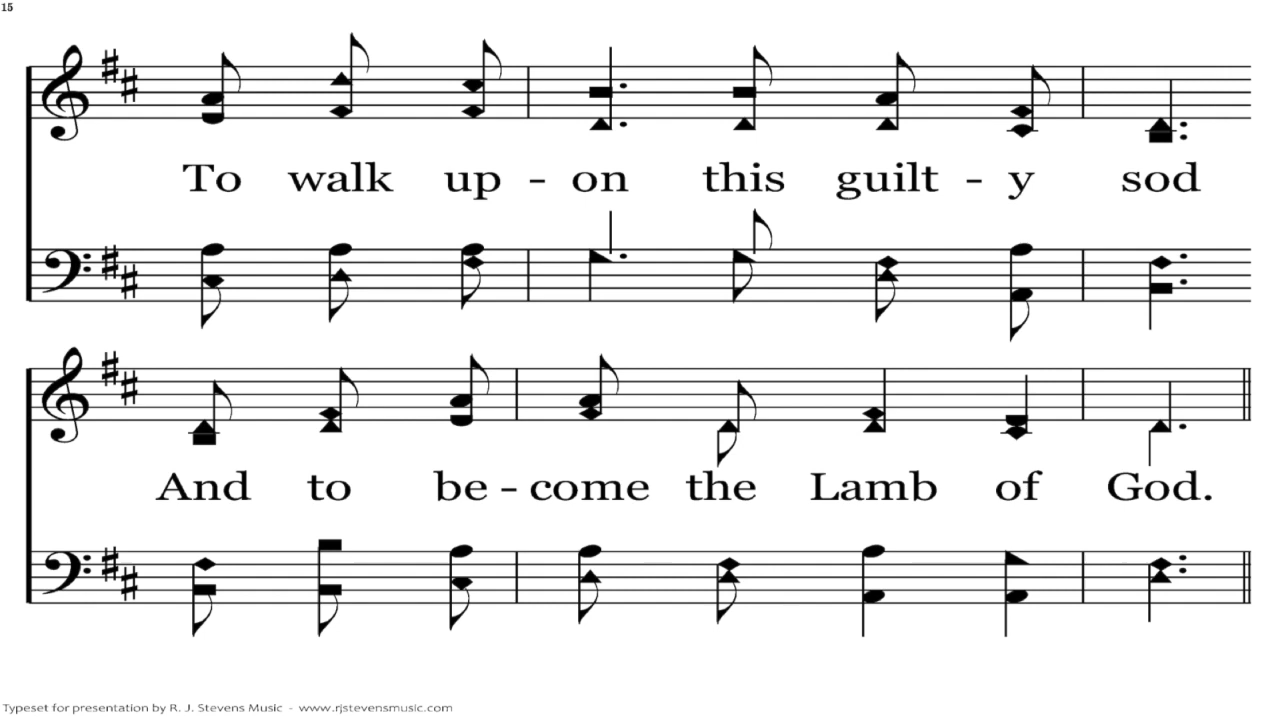 15
To walk up - on this guilt - y sod
And to be - come the Lamb of God.
Typeset for presentation by R. J. Stevens Music - www.rjstevensmusic.com